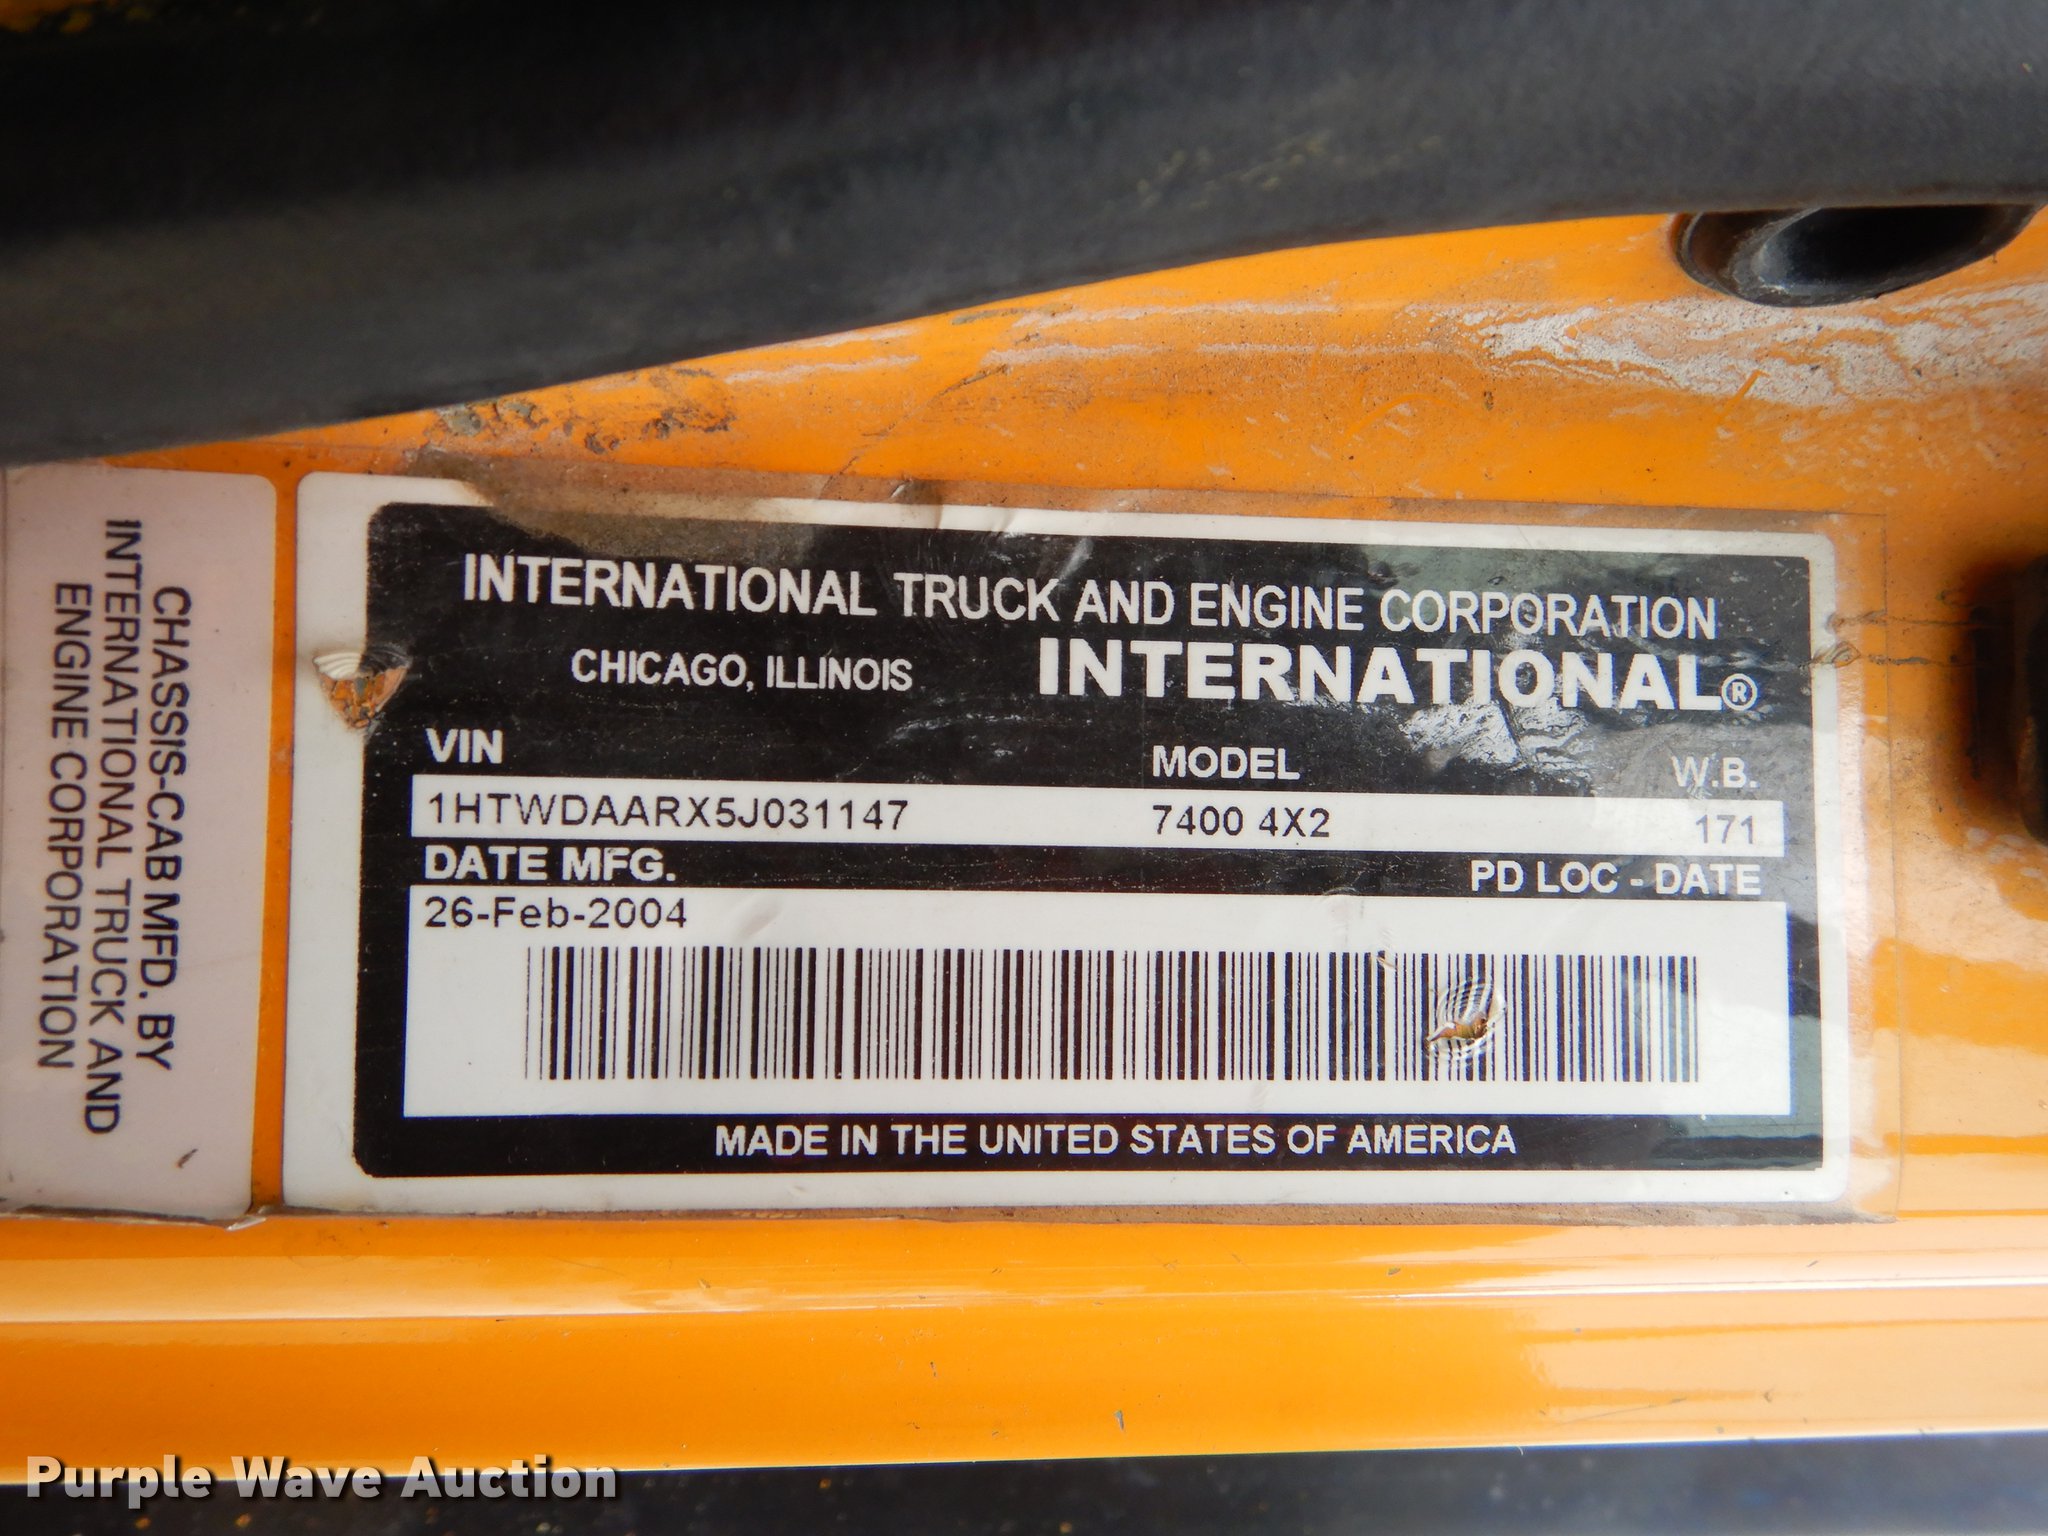 CHASSIS-CAB MFD. BY
INTERNATIONAL TRUCK AND
ENGINE CORPORATION
INTERNATIONAL TRUCK AND ENGINE CORPORATION
CHICAGO, ILLINOIS INTERNATIONAL®
VIN MODEL W.B.
1HTWDAARX5J031147 7400 4X2 171
DATE MFG. PD LOC - DATE
26-Feb-2004
MADE IN THE UNITED STATES OF AMERICA
Purple Wave Auction